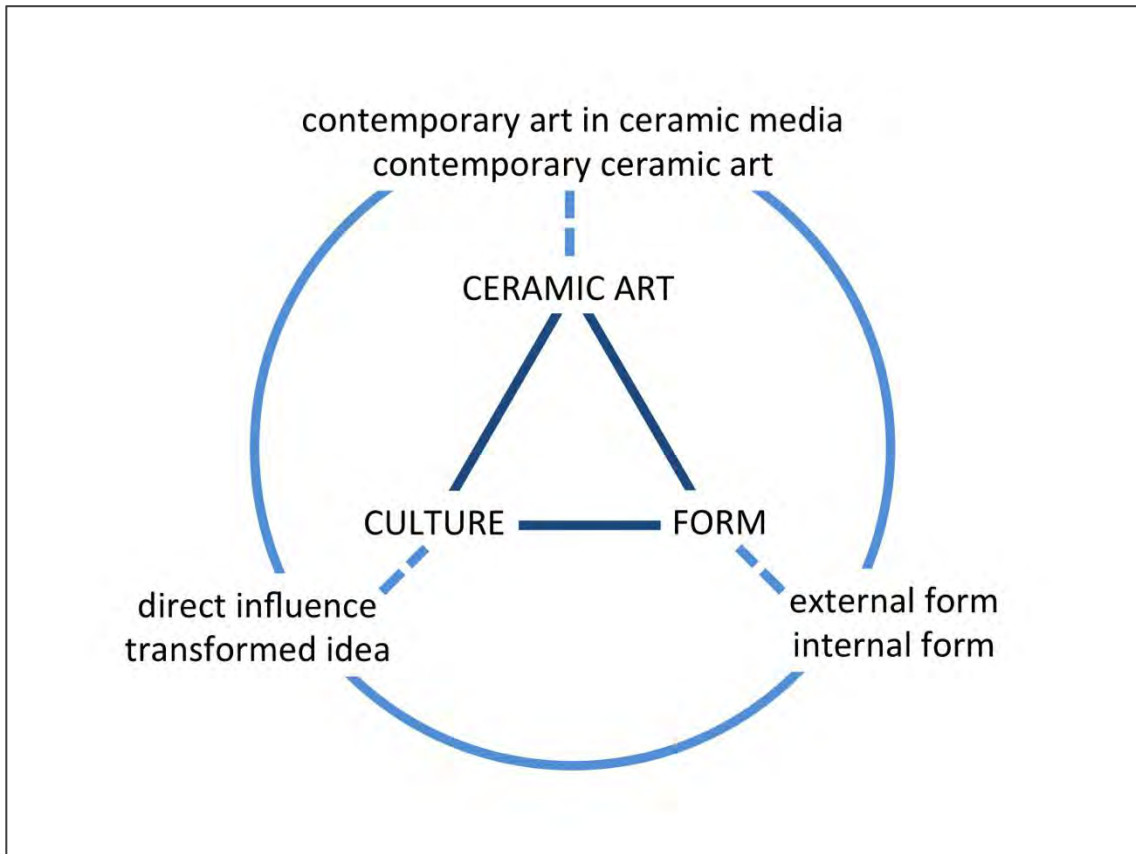 contemporary art in ceramic media
contemporary ceramic art
CERAMIC ART
CULTURE
FORM
direct influence
transformed idea
external form
internal form